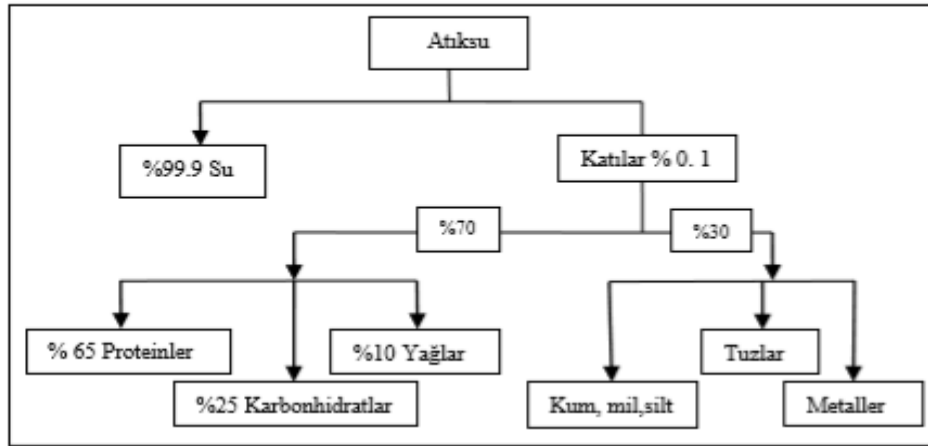 Atıksu
%99.9 Su
Katılar % 0. 1
%70
%30
% 65 Proteinler
%10 Yağlar
Tuzlar
%25 Karbonhidratlar
Kum, mil,silt
Metaller